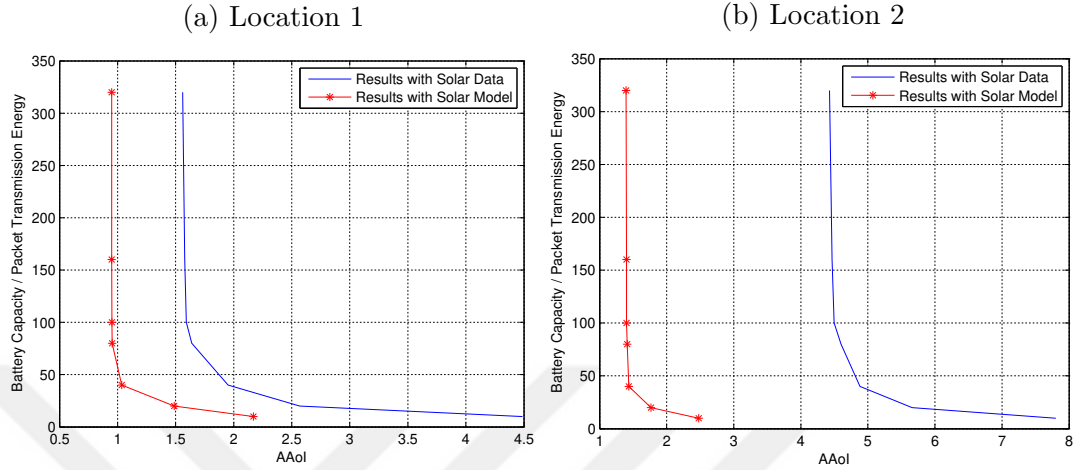 (a) Location 1
350
300
250
200
150
100
50
0
Battery Capacity / Packet Transmission Energy
Results with Solar Data
Results with Solar Model
0.5 1 1.5 2 2.5 3 3.5 4 4.5
AAoI
(b) Location 2
350
300
250
200
150
100
50
0
Battery Capacity / Packet Transmission Energy
Results with Solar Data
Results with Solar Model
1 2 3 4 5 6 7 8
AAoI